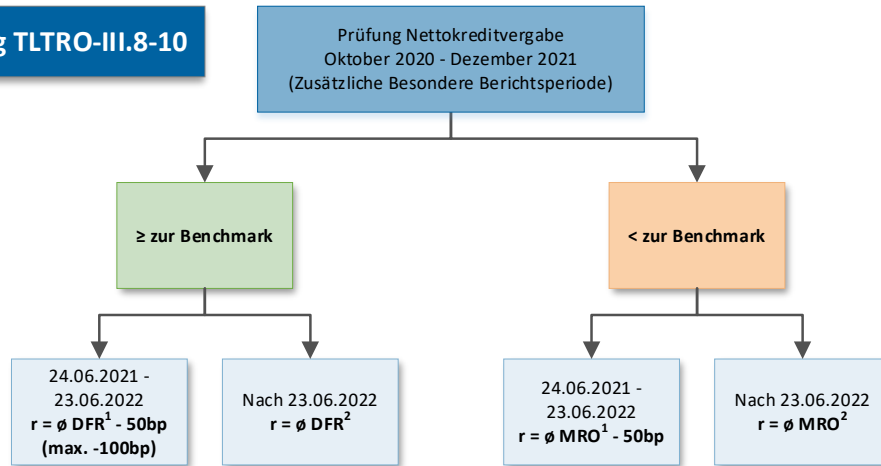 g TLTRO-III.8-10
Prüfung Nettokreditvergabe
Oktober 2020 - Dezember 2021
(Zusätzliche Besondere Berichtsperiode)
≥ zur Benchmark
< zur Benchmark
24.06.2021 -
23.06.2022
r = ø DFR¹ - 50bp
(max. -100bp)
Nach 23.06.2022
r = ø DFR²
24.06.2021 -
23.06.2022
r = ø MRO¹ - 50bp
Nach 23.06.2022
r = ø MRO²